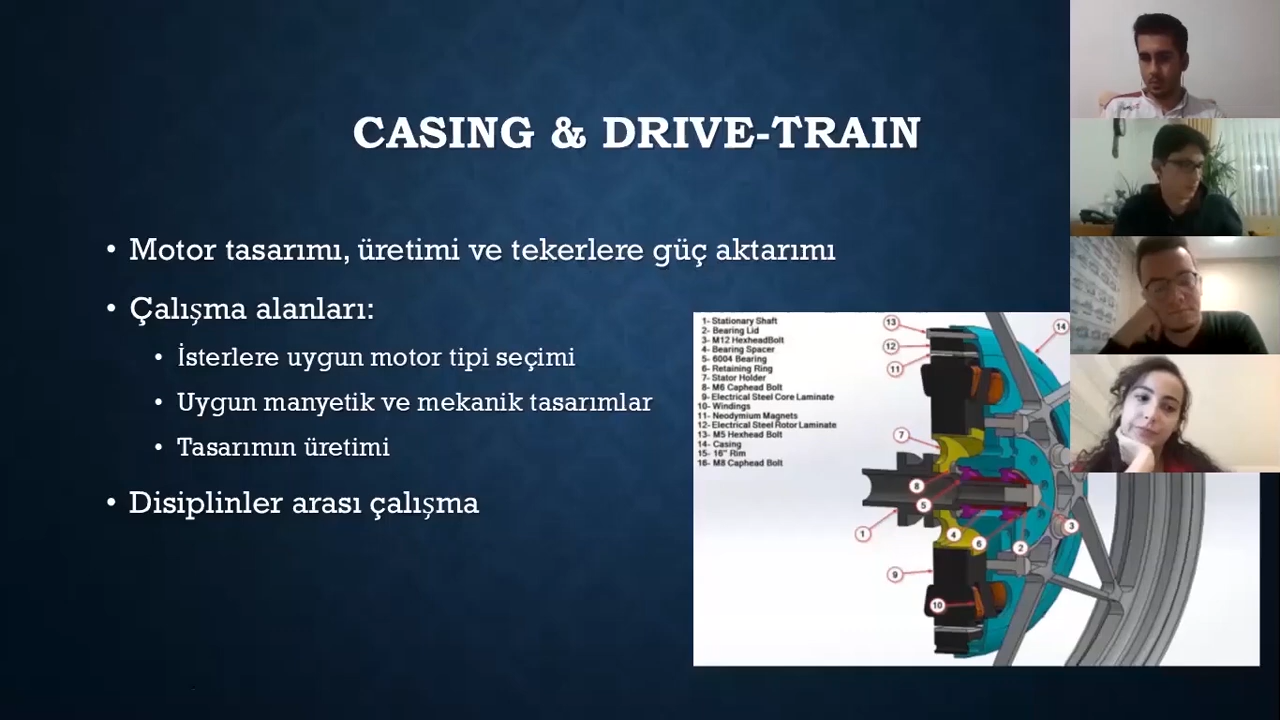 CASING & DRIVE-TRAIN
• Motor tasarımı, üretimi ve tekerlere güç aktarımı
• Çalışma alanları:
• İsterlere uygun motor tipi seçimi
• Uygun manyetik ve mekanik tasarımlar
• Tasarımın üretimi
• Disiplinler arası çalışma
1- Stationary Shaft
2- Bearing Lid
3- M12 HexheadBolt
4- Bearing Spacer
5- 6004 Bearing
6- Retaining Ring
7- Stator Holder
8- M6 Caphead Bolt
9- Electrical Steel Core Laminate
10- Windings
11- Neodymium Magnets
12- Electrical Steel Rotor Laminate
13- M5 Hexhead Bolt
14- Casing
15- 16" Rim
16- M8 Caphead Bolt
13
14
12
11
7
8
5
1
4
6
2
3
9
10